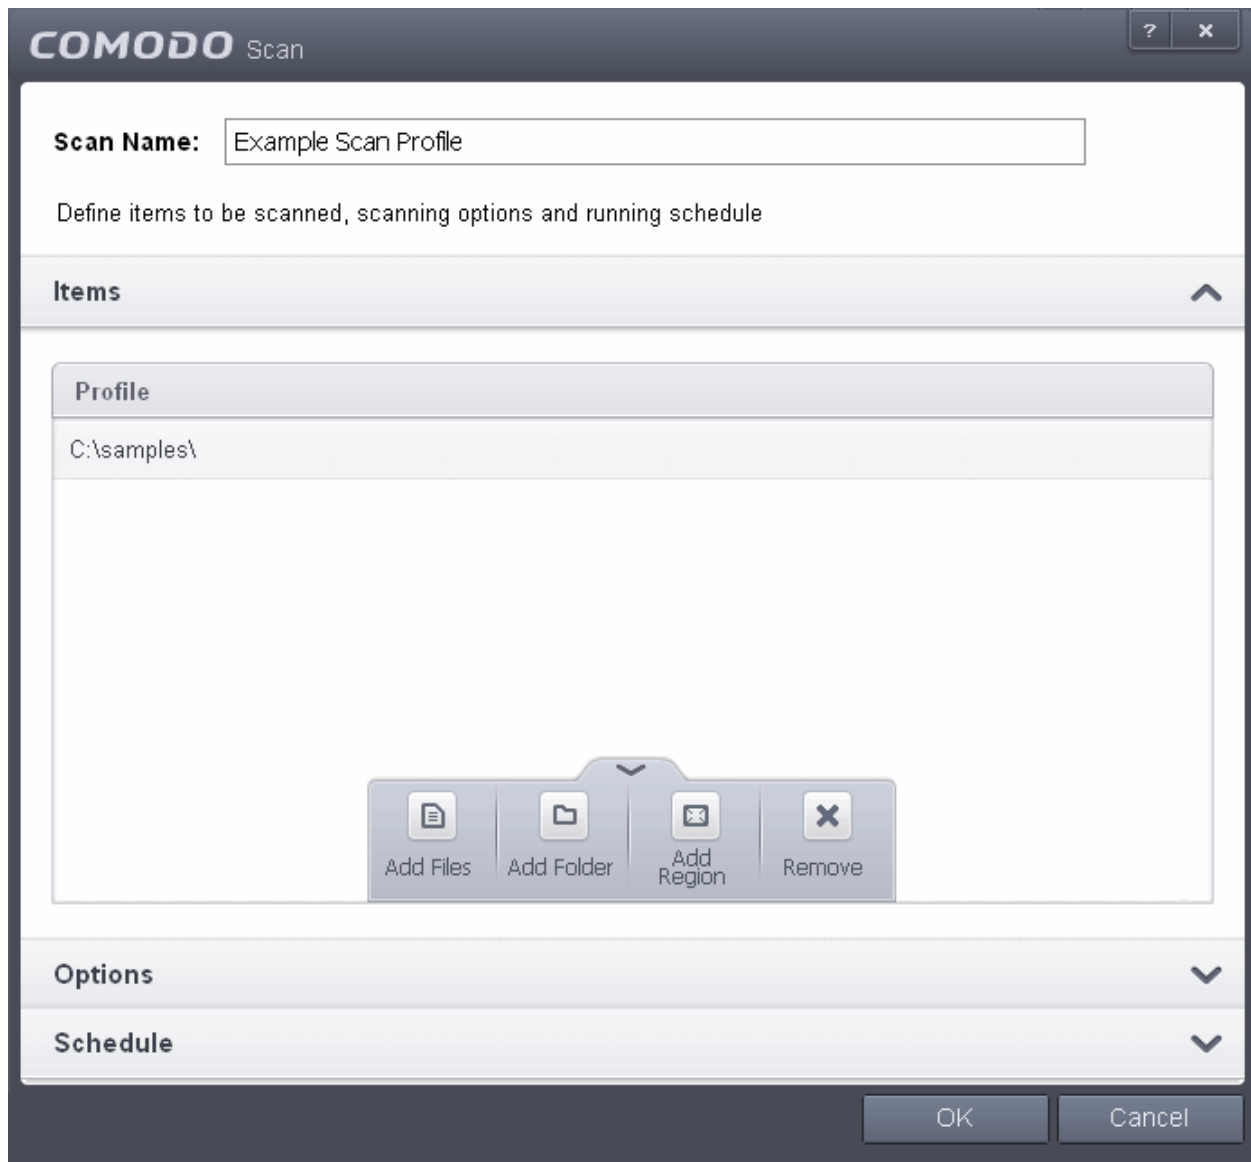 COMODO Scan
? x
Scan Name: Example Scan Profile
Define items to be scanned, scanning options and running schedule
Items
Profile
C:\samples\
Add Files
Add Folder
Add
Region
Remove
Options
Schedule
OK
Cancel